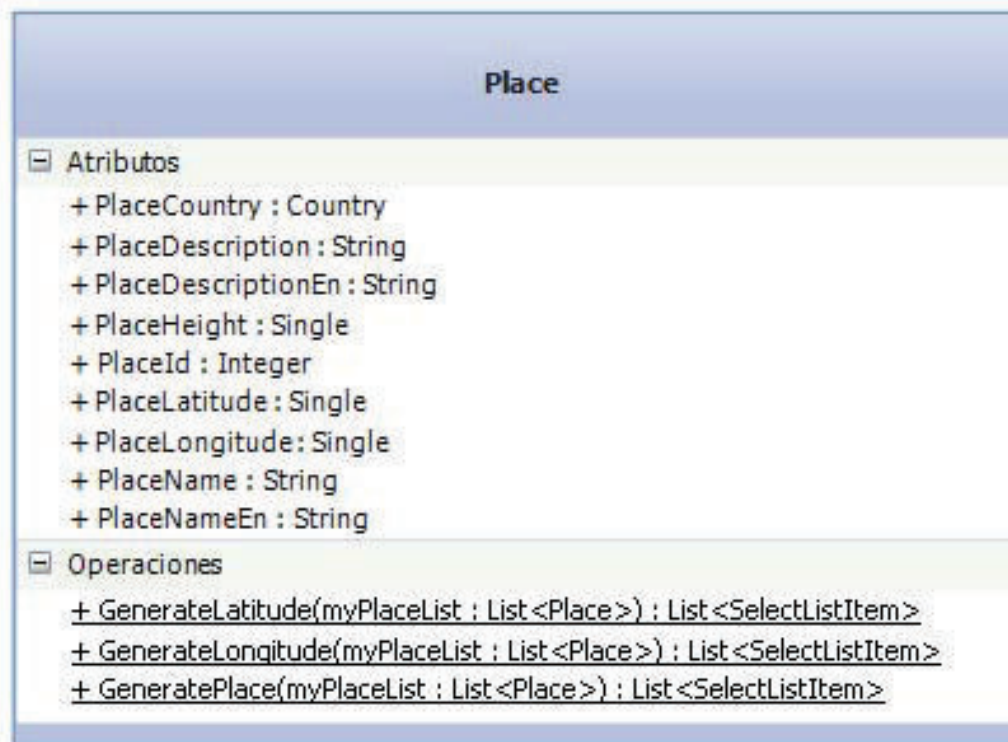 Place
Atributos
+ PlaceCountry : Country
+ PlaceDescription : String
+ PlaceDescriptionEn : String
+ PlaceHeight : Single
+ PlaceId : Integer
+ PlaceLatitude : Single
+ PlaceLongitude : Single
+ PlaceName : String
+ PlaceNameEn : String
Operaciones
+ GenerateLatitude(myPlaceList : List<Place>) : List<SelectListItem>
+ GenerateLongitude(myPlaceList : List<Place>) : List<SelectListItem>
+ GeneratePlace(myPlaceList : List<Place>) : List<SelectListItem>